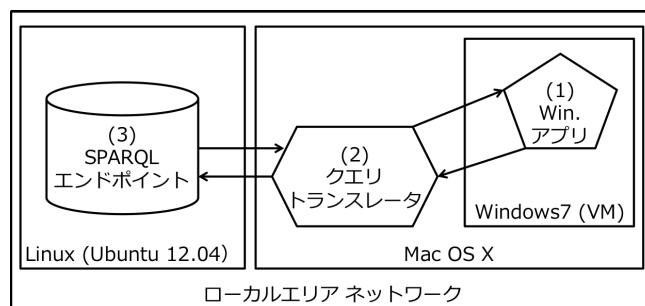 (1)
Win.
アプリ
(3)
SPARQL
エンドポイント
(2)
クエリ
トランスレータ
Windows7 (VM)
Linux (Ubuntu 12.04)
Mac OS X
ローカルエリア ネットワーク